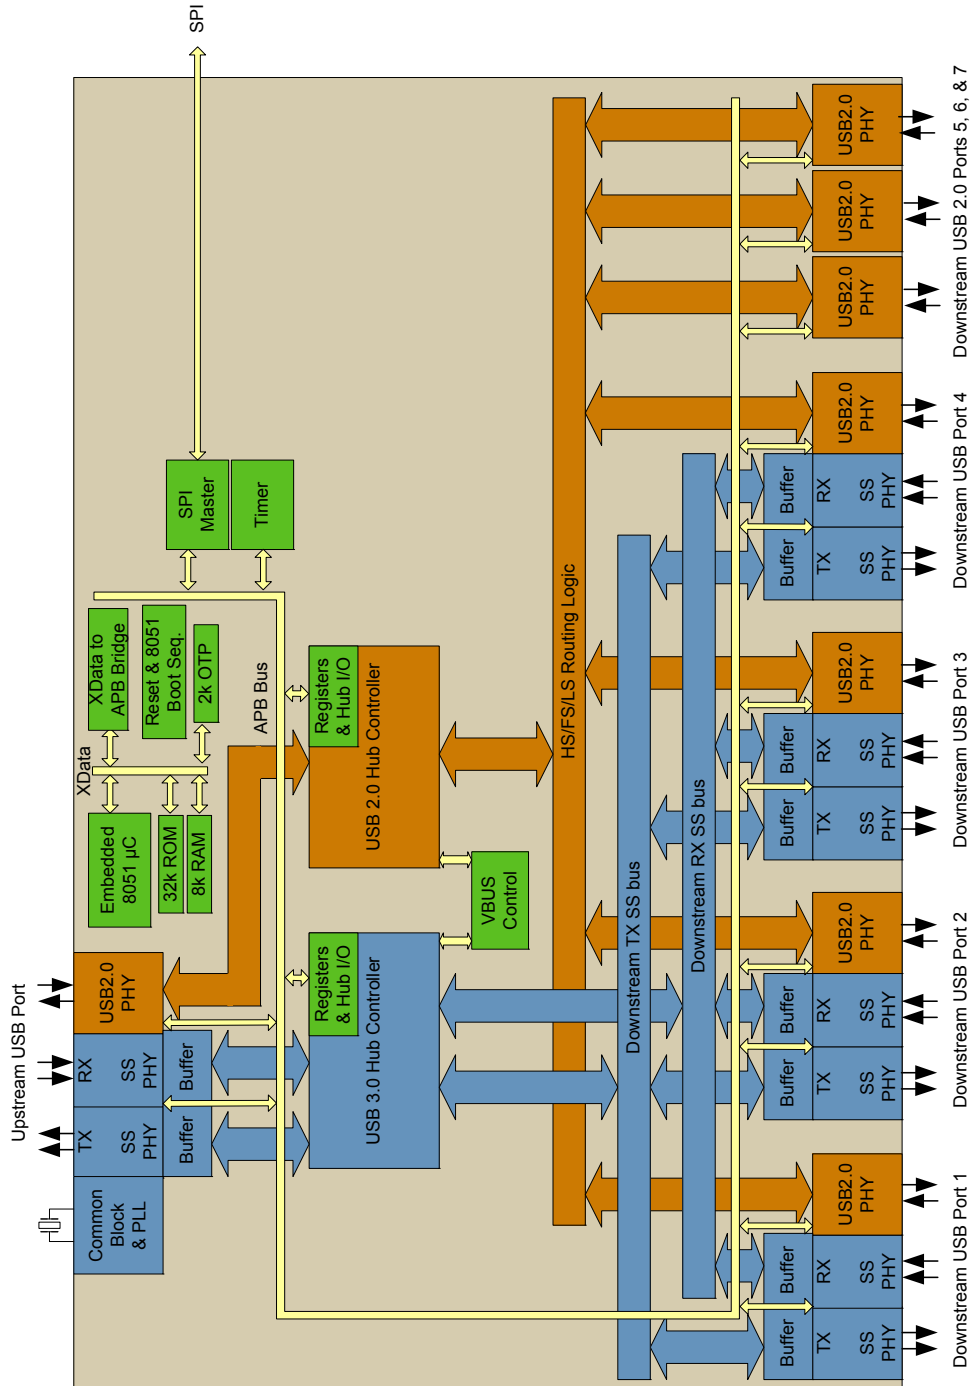 Upstream USB Port
SPI
Common
Block
& PLL
TX
SS
PHY
Buffer
RX
SS
PHY
Buffer
USB2.0
PHY
Embedded
8051 µC
32k ROM
8k RAM
XData
XData to
APB Bridge
Reset & 8051
Boot Seq.
2k OTP
SPI
Master
Timer
APB Bus
Registers
& Hub I/O
USB 3.0 Hub Controller
Registers
& Hub I/O
USB 2.0 Hub Controller
VBUS
Control
HS/FS/LS Routing Logic
Downstream TX SS bus
Downstream RX SS bus
Buffer
TX
SS
PHY
Buffer
RX
SS
PHY
USB2.0
PHY
Buffer
TX
SS
PHY
Buffer
RX
SS
PHY
USB2.0
PHY
Buffer
TX
SS
PHY
Buffer
RX
SS
PHY
USB2.0
PHY
Buffer
TX
SS
PHY
Buffer
RX
SS
PHY
USB2.0
PHY
USB2.0
PHY
USB2.0
PHY
USB2.0
PHY
Downstream USB Port 1
Downstream USB Port 2
Downstream USB Port 3
Downstream USB Port 4
Downstream USB 2.0 Ports 5, 6, & 7